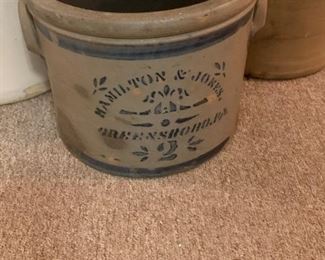 HAMILTON & JONES
GREENSBORO, PA.
2